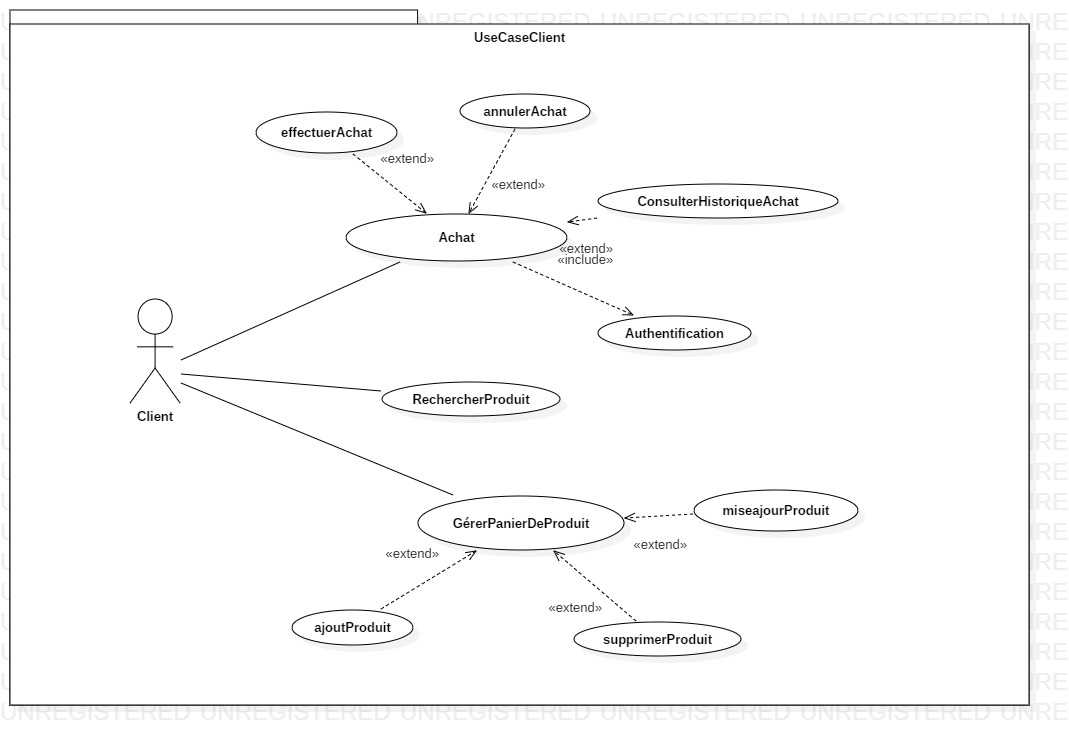 UNREGISTERED UNREGISTERED UNREGISTERED UNRE
UseCaseClient
annulerAchat
effectuerAchat
«extend»
«extend»
ConsulterHistoriqueAchat
Achat
«extend»
«include»
Authentification
RechercherProduit
Client
miseajourProduit
GérerPanierDeProduit
«extend»
«extend»
«extend»
ajoutProduit
supprimerProduit
UNREGISTERED UNREGISTERED UNREGISTERED UNREGISTERED UNREGISTERED UNRE